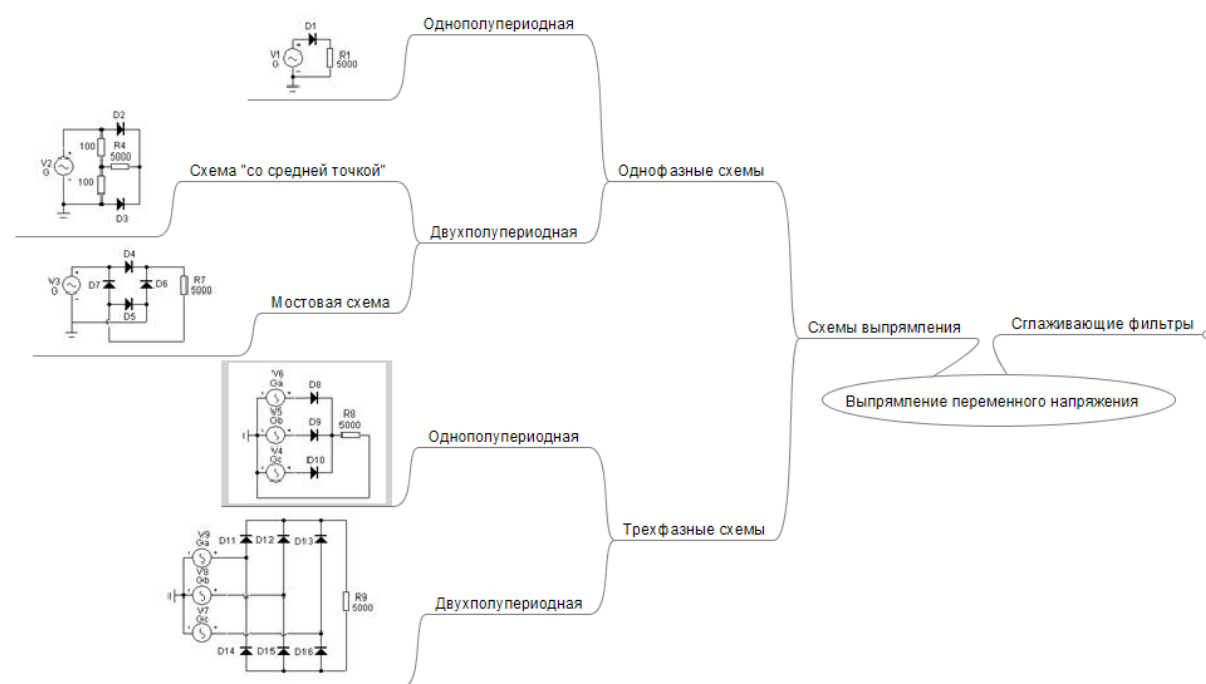 Однополупериодная
D1
V1
G
R1
5000
D2
100
R4
5000
V2
G
100
D3
Схема "со средней точкой"
Однофазные схемы
Двухполупериодная
D4
V3
G
D7
D6
R7
5000
D5
Мостовая схема
Схемы выпрямления
Сглаживающие фильтры
Выпрямление переменного напряжения
V6
Ga
D8
V5
Gb
D9
R8
5000
V4
Gc
D10
Однополупериодная
Трехфазные схемы
V9
Ga
D11
D12
D13
V8
Gb
R9
5000
V7
Gc
D14
D15
D16
Двухполупериодная